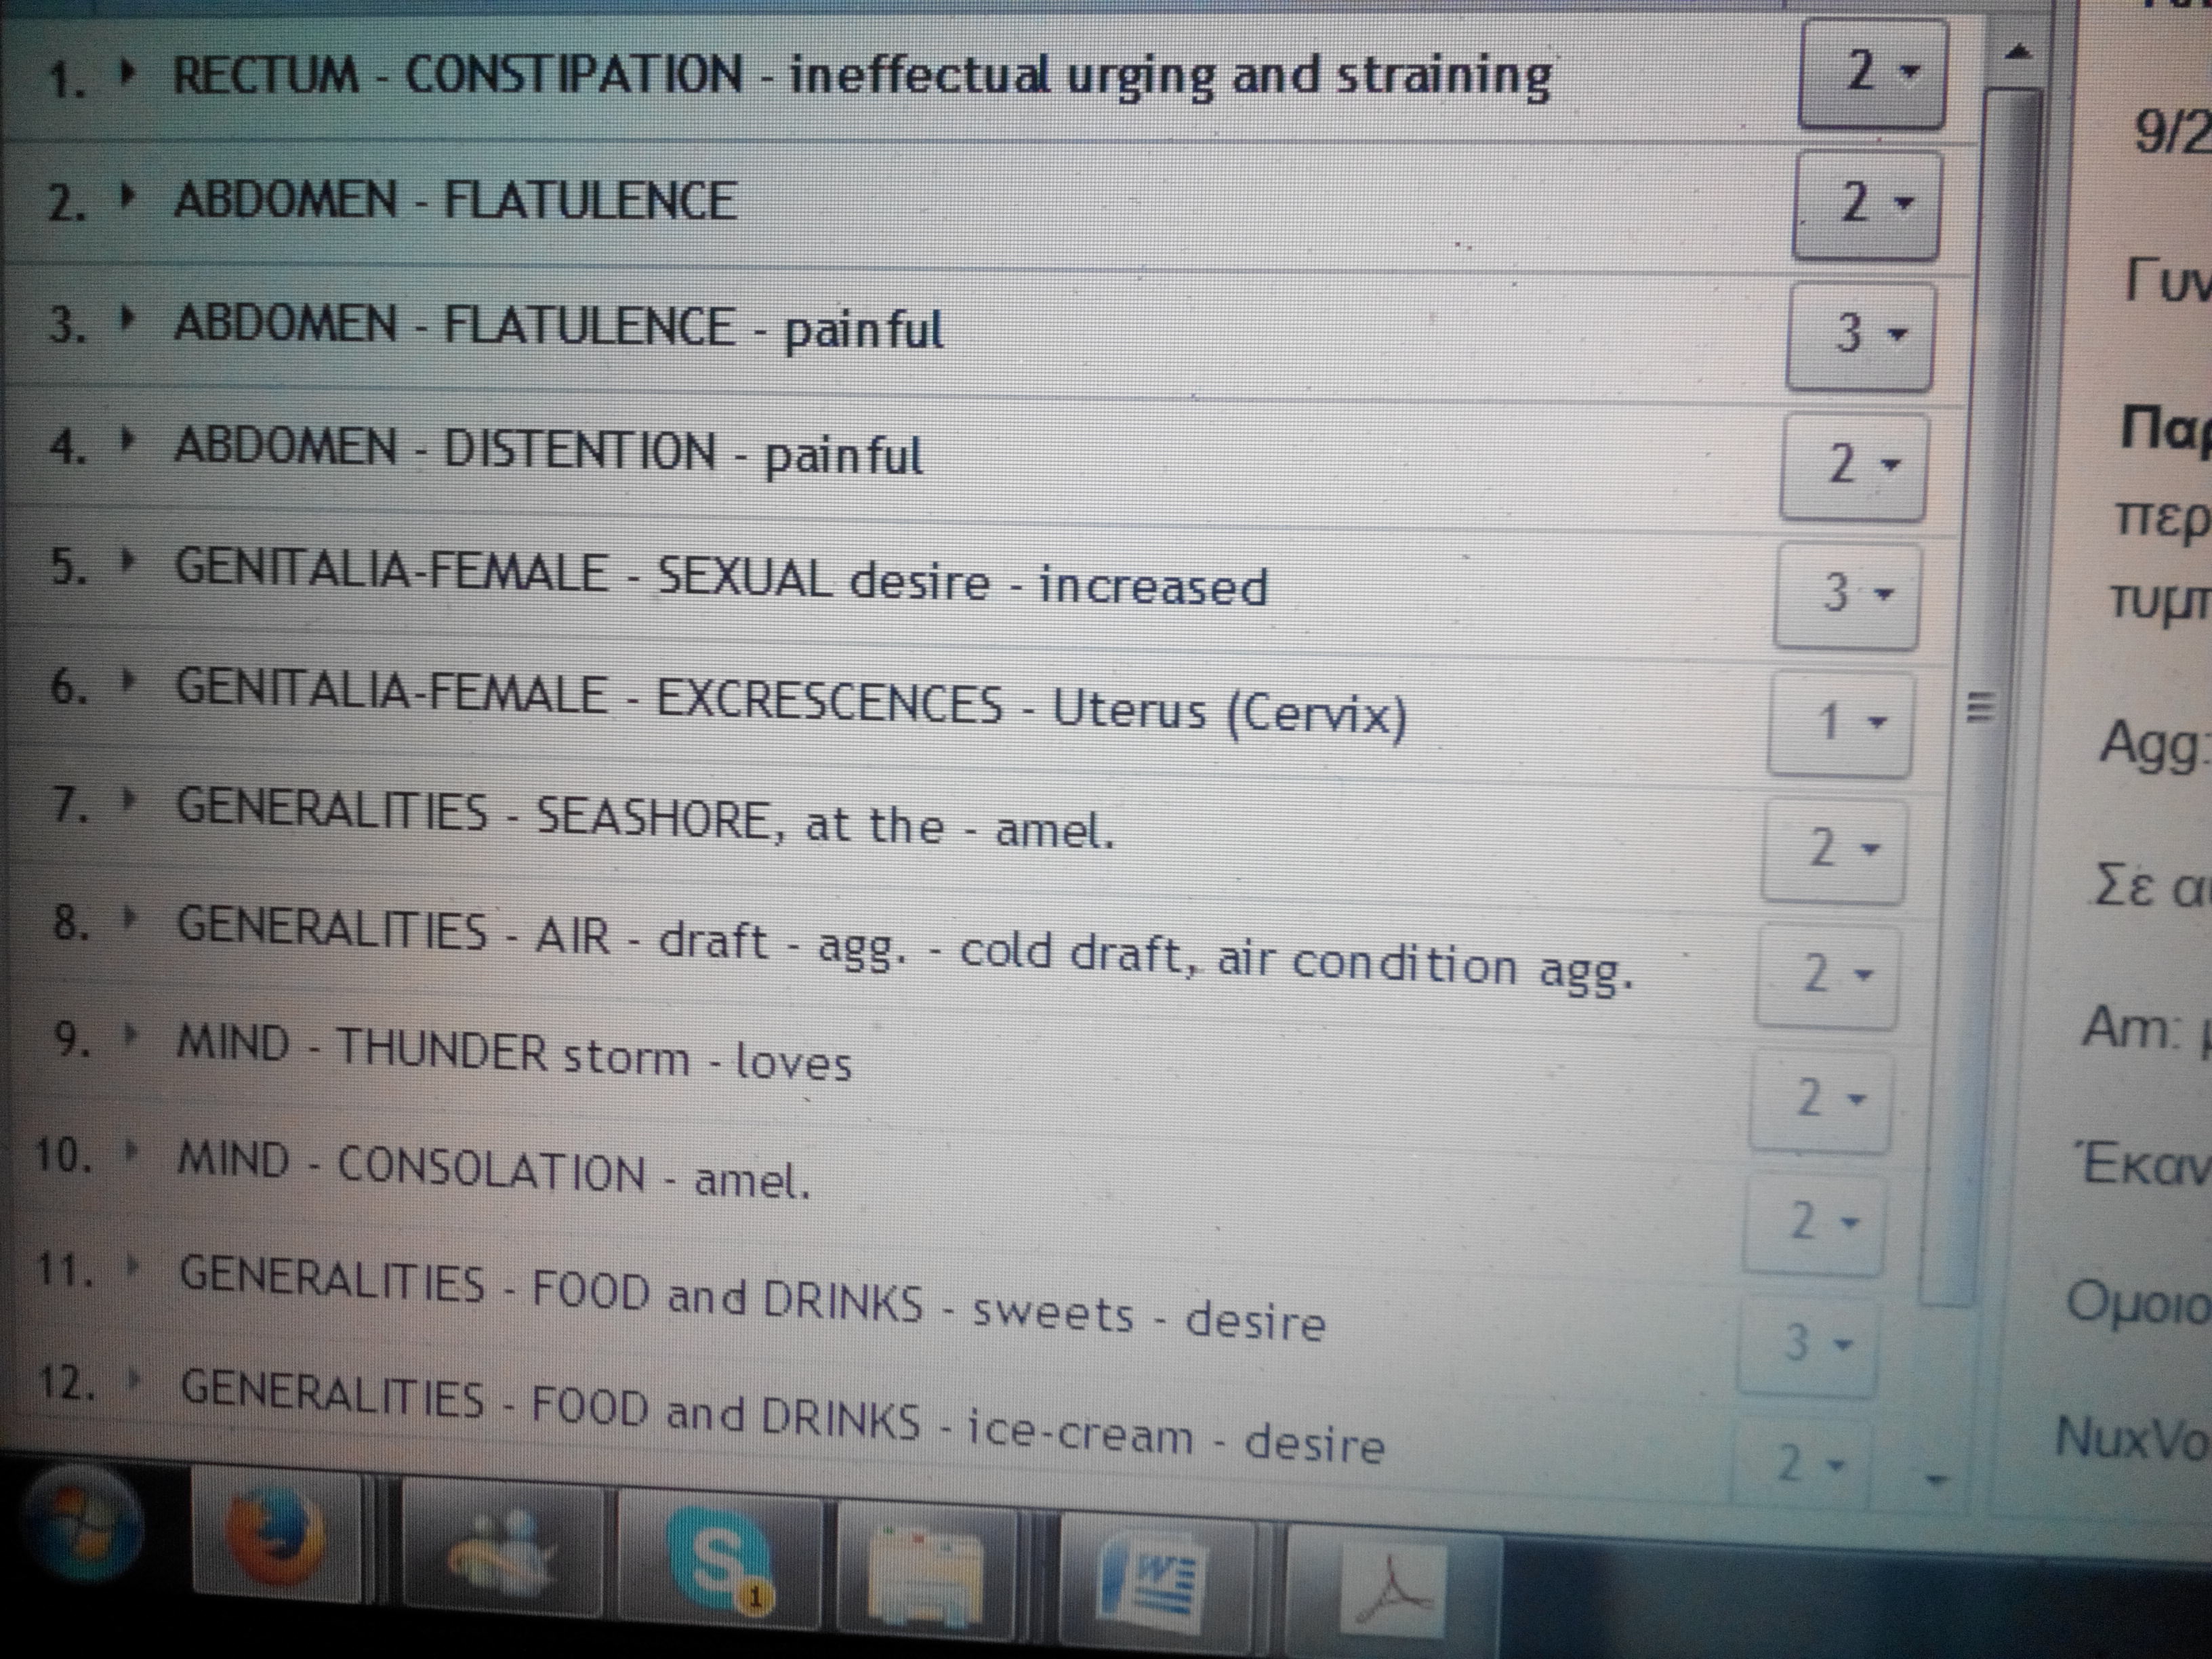 1. RECTUM - CONSTIPATION - ineffectual urging and straining 2
2. ABDOMEN - FLATULENCE 2
3. ABDOMEN - FLATULENCE - painful 3
4. ABDOMEN - DISTENTION - painful 2
5. GENITALIA-FEMALE - SEXUAL desire - increased 3
6. GENITALIA-FEMALE - EXCRESCENCES - Uterus (Cervix) 1
7. GENERALITIES - SEASHORE, at the - amel. 2
8. GENERALITIES - AIR - draft - agg. - cold draft, air condition agg. 2
9. MIND - THUNDER storm - loves 2
10. MIND - CONSOLATION - amel. 2
11. GENERALITIES - FOOD and DRINKS - sweets - desire 3
12. GENERALITIES - FOOD and DRINKS - ice-cream - desire 2
9/2
Γυν
Παρ
περ
τυμπ
Agg:
Σε
Am:
Έκαν
Ομοιο
NuxVo
S
1
W